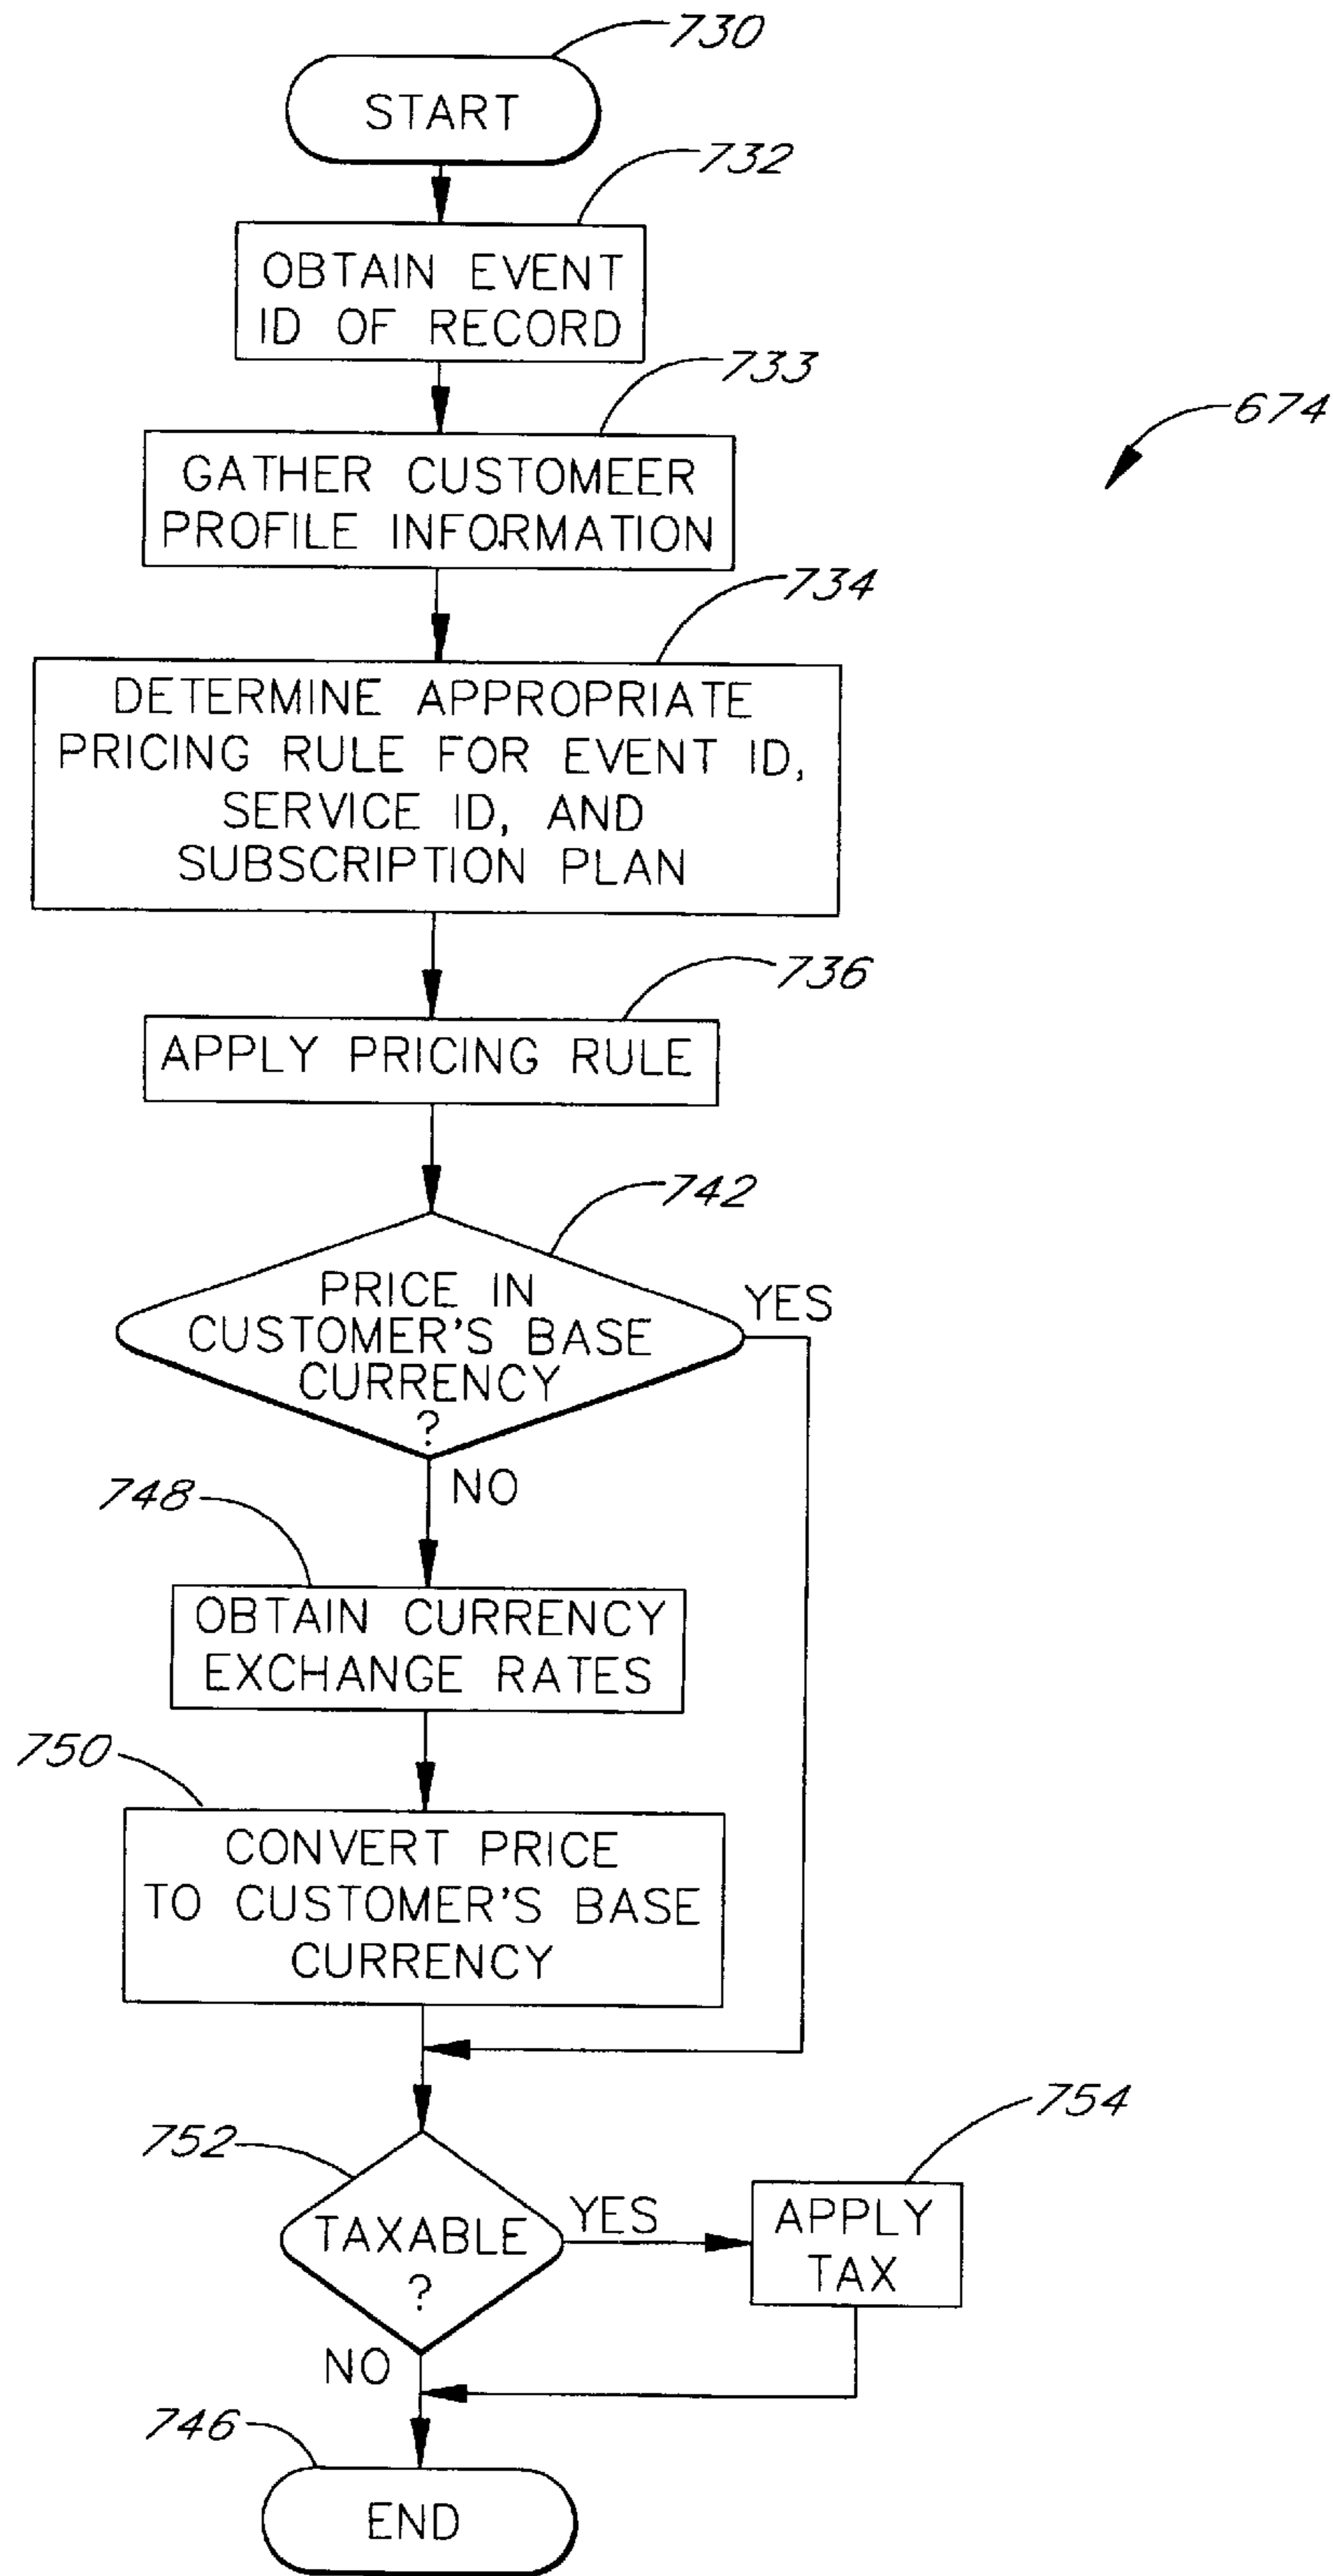 730
START
732
OBTAIN EVENT
ID OF RECORD
733
GATHER CUSTOMEER
PROFILE INFORMATION
674
734
DETERMINE APPROPRIATE
PRICING RULE FOR EVENT ID,
SERVICE ID, AND
SUBSCRIPTION PLAN
736
APPLY PRICING RULE
742
PRICE IN
CUSTOMER'S BASE
CURRENCY
?
YES
NO
748
OBTAIN CURRENCY
EXCHANGE RATES
750
CONVERT PRICE
TO CUSTOMER'S BASE
CURRENCY
752
TAXABLE
?
YES
754
APPLY
TAX
NO
746
END